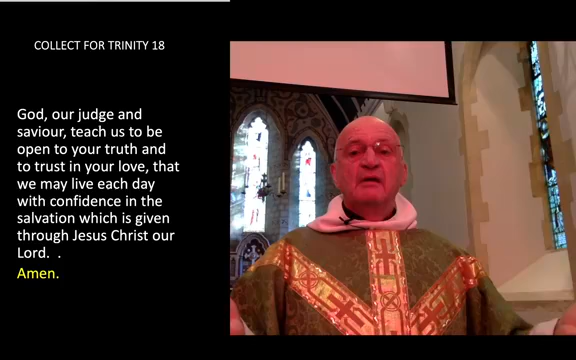 COLLECT FOR TRINITY 18
God, our judge and
saviour, teach us to be
open to your truth and
to trust in your love, that
we may live each day
with confidence in the
salvation which is given
through Jesus Christ our
Lord. .
Amen.